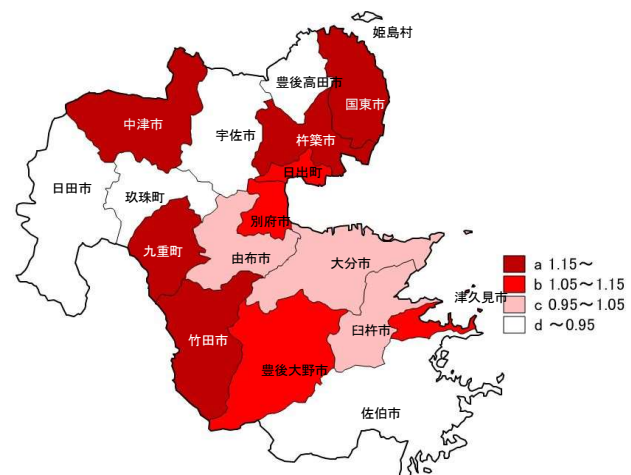 姫島村
豊後高田市
国東市
中津市
宇佐市
杵築市
日出町
日田市
玖珠町
別府市
九重町
由布市
大分市
a 1.15～
b 1.05～1.15
c 0.95～1.05
d ～0.95
津久見市
臼杵市
竹田市
豊後大野市
佐伯市